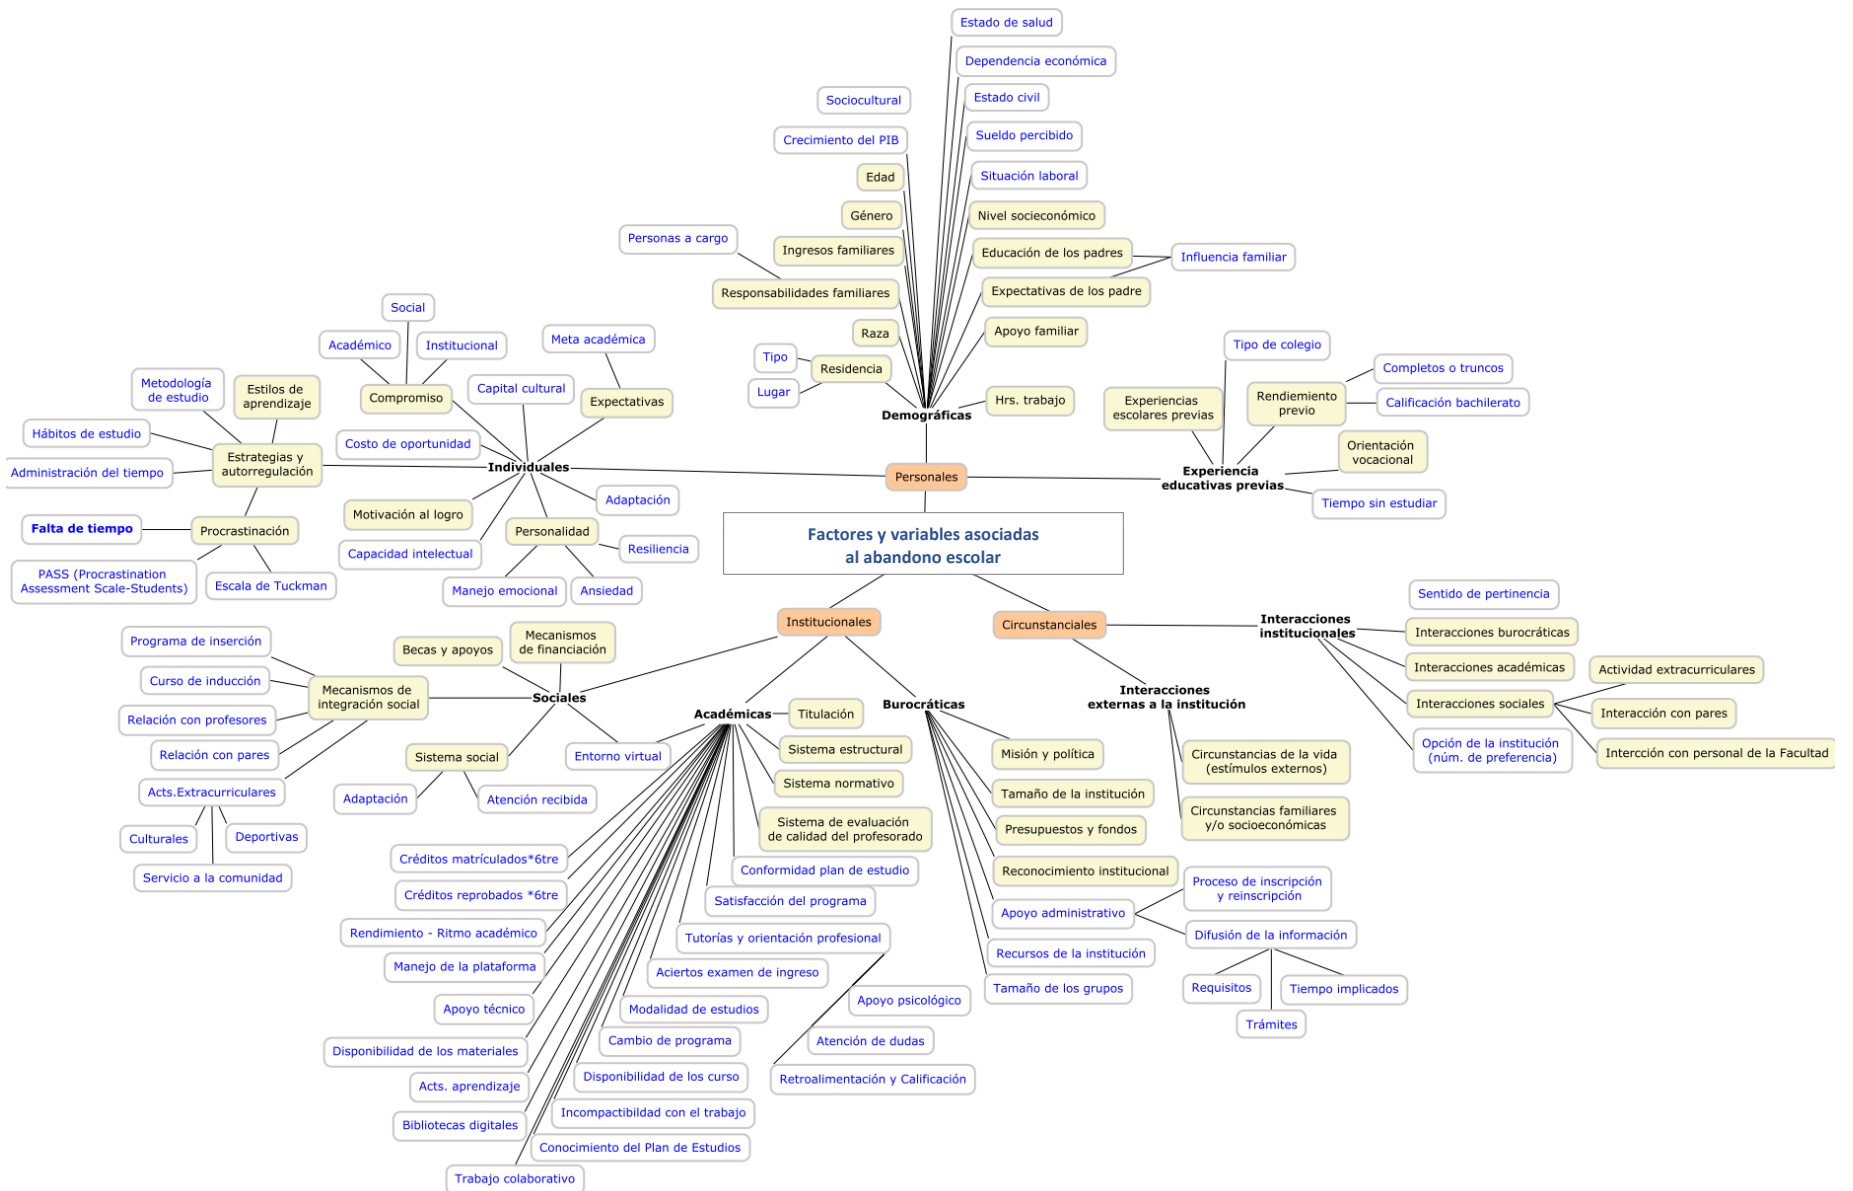 Estado de salud
Dependencia económica
Sociocultural
Estado civil
Crecimiento del PIB
Sueldo percibido
Edad
Situación laboral
Género
Nivel socioeconómico
Personas a cargo
Ingresos familiares
Educación de los padres
Influencia familiar
Responsabilidades familiares
Expectativas de los padre
Raza
Apoyo familiar
Tipo
Residencia
Lugar
Hrs. trabajo
Demográficas
Social
Académico
Institucional
Compromiso
Meta académica
Capital cultural
Expectativas
Costo de oportunidad
Individuales
Metodología
de estudio
Estilos de
aprendizaje
Hábitos de estudio
Administración del tiempo
Estrategias y
autorregulación
Falta de tiempo
Procrastinación
PASS (Procrastination
Assessment Scale-Students)
Escala de Tuckman
Motivación al logro
Capacidad intelectual
Personalidad
Adaptación
Resiliencia
Manejo emocional
Ansiedad
Personales
Tipo de colegio
Experiencias
escolares previas
Rendiemiento
previo
Completos o truncos
Calificación bachilerato
Orientación
vocacional
Experiencia
educativas previas
Tiempo sin estudiar
Factores y variables asociadas
al abandono escolar
Institucionales
Circunstanciales
Programa de inserción
Curso de inducción
Mecanismos de
integración social
Relación con profesores
Relación con pares
Acts.Extracurriculares
Culturales
Deportivas
Servicio a la comunidad
Becas y apoyos
Mecanismos
de financiación
Sociales
Sistema social
Adaptación
Atención recibida
Entorno virtual
Académicas
Titulación
Sistema estructural
Sistema normativo
Sistema de evaluación
de calidad del profesorado
Créditos matrículados*6tre
Créditos reprobados *6tre
Rendimiento - Ritmo académico
Manejo de la plataforma
Apoyo técnico
Disponibilidad de los materiales
Acts. aprendizaje
Bibliotecas digitales
Trabajo colaborativo
Conformidad plan de estudio
Satisfacción del programa
Tutorías y orientación profesional
Aciertos examen de ingreso
Modalidad de estudios
Cambio de programa
Disponibilidad de los curso
Incompactibildad con el trabajo
Conocimiento del Plan de Estudios
Apoyo psicológico
Atención de dudas
Retroalimentación y Calificación
Burocráticas
Misión y política
Tamaño de la institución
Presupuestos y fondos
Reconocimiento institucional
Apoyo administrativo
Recursos de la institución
Tamaño de los grupos
Proceso de inscripción
y reinscripción
Difusión de la información
Requisitos
Tiempo implicados
Trámites
Interacciones
externas a la institución
Circunstancias de la vida
(estímulos externos)
Circunstancias familiares
y/o socioeconómicas
Interacciones
institucionales
Sentido de pertinencia
Interacciones burocráticas
Interacciones académicas
Interacciones sociales
Opción de la institución
(núm. de preferencia)
Actividad extracurriculares
Interacción con pares
Intercción con personal de la Facultad